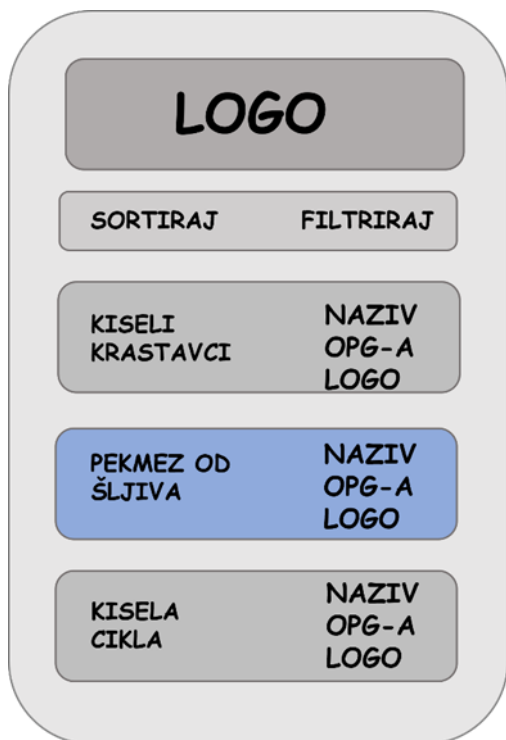 LOGO
SORTIRAJ FILTRIRAJ
KISELI
KRASTAVCI
NAZIV
OPG-A
LOGO
PEKMEZ OD
ŠLJIVA
NAZIV
OPG-A
LOGO
KISELA
CIKLA
NAZIV
OPG-A
LOGO